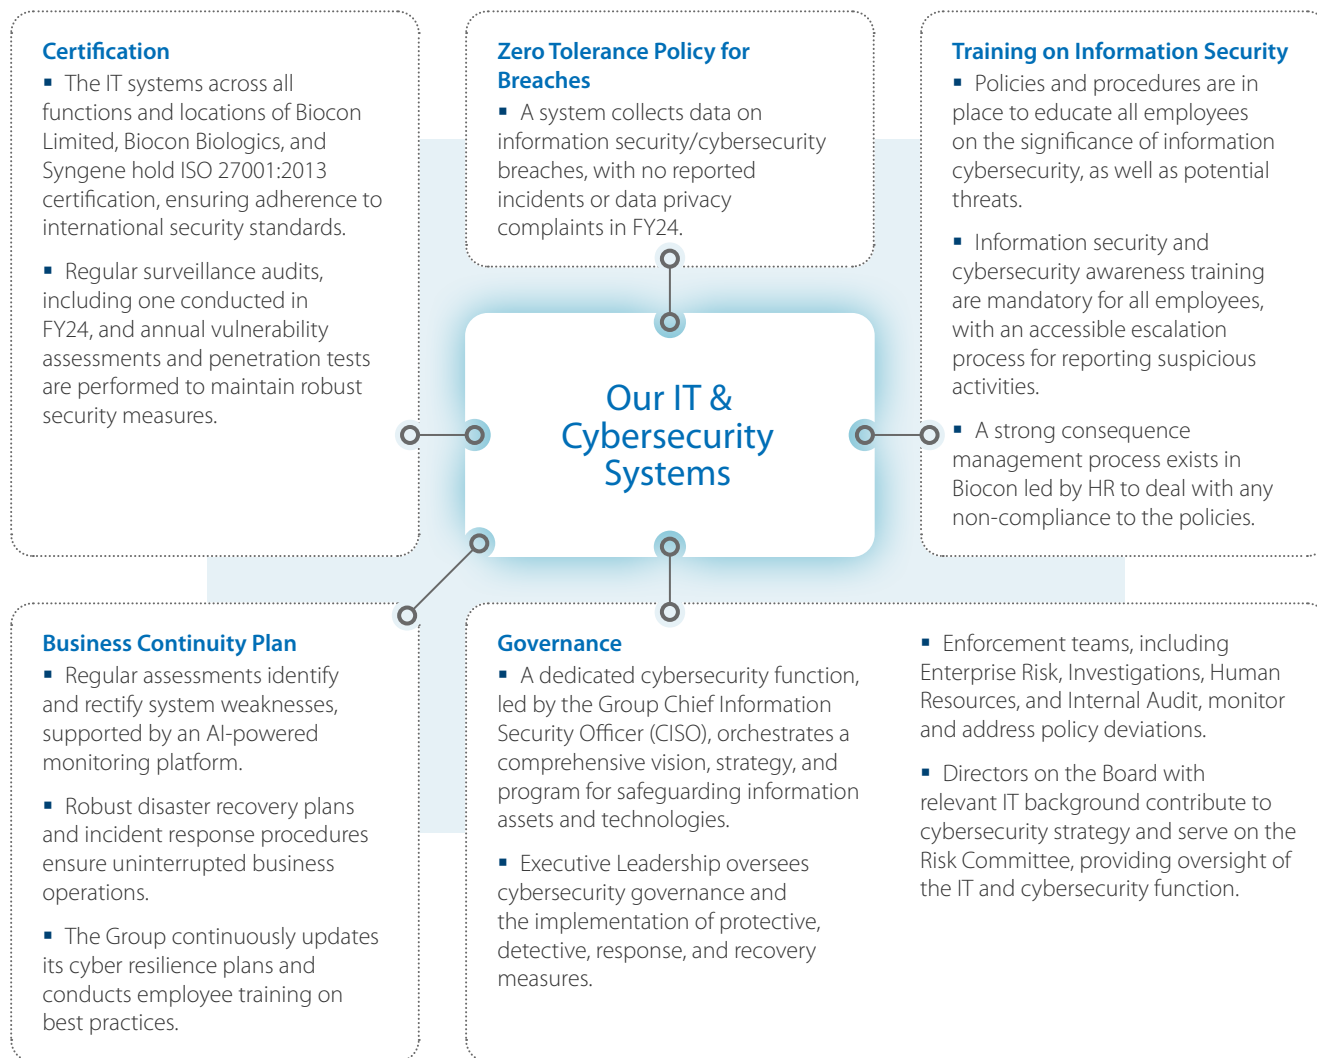 Certification
▪ The IT systems across all
functions and locations of Biocon
Limited, Biocon Biologics, and
Syngene hold ISO 27001:2013
certification, ensuring adherence to
international security standards.
▪ Regular surveillance audits,
including one conducted in
FY24, and annual vulnerability
assessments and penetration tests
are performed to maintain robust
security measures.
Zero Tolerance Policy for
Breaches
▪ A system collects data on
information security/cybersecurity
breaches, with no reported
incidents or data privacy
complaints in FY24.
Training on Information Security
▪ Policies and procedures are in
place to educate all employees
on the significance of information
cybersecurity, as well as potential
threats.
▪ Information security and
cybersecurity awareness training
are mandatory for all employees,
with an accessible escalation
process for reporting suspicious
activities.
▪ A strong consequence
management process exists in
Biocon led by HR to deal with any
non-compliance to the policies.
Our IT &
Cybersecurity
Systems
Business Continuity Plan
▪ Regular assessments identify
and rectify system weaknesses,
supported by an AI-powered
monitoring platform.
▪ Robust disaster recovery plans
and incident response procedures
ensure uninterrupted business
operations.
▪ The Group continuously updates
its cyber resilience plans and
conducts employee training on
best practices.
Governance
▪ A dedicated cybersecurity function,
led by the Group Chief Information
Security Officer (CISO), orchestrates a
comprehensive vision, strategy, and
program for safeguarding information
assets and technologies.
▪ Executive Leadership oversees
cybersecurity governance and
the implementation of protective,
detective, response, and recovery
measures.
▪ Enforcement teams, including
Enterprise Risk, Investigations, Human
Resources, and Internal Audit, monitor
and address policy deviations.
▪ Directors on the Board with
relevant IT background contribute to
cybersecurity strategy and serve on the
Risk Committee, providing oversight of
the IT and cybersecurity function.